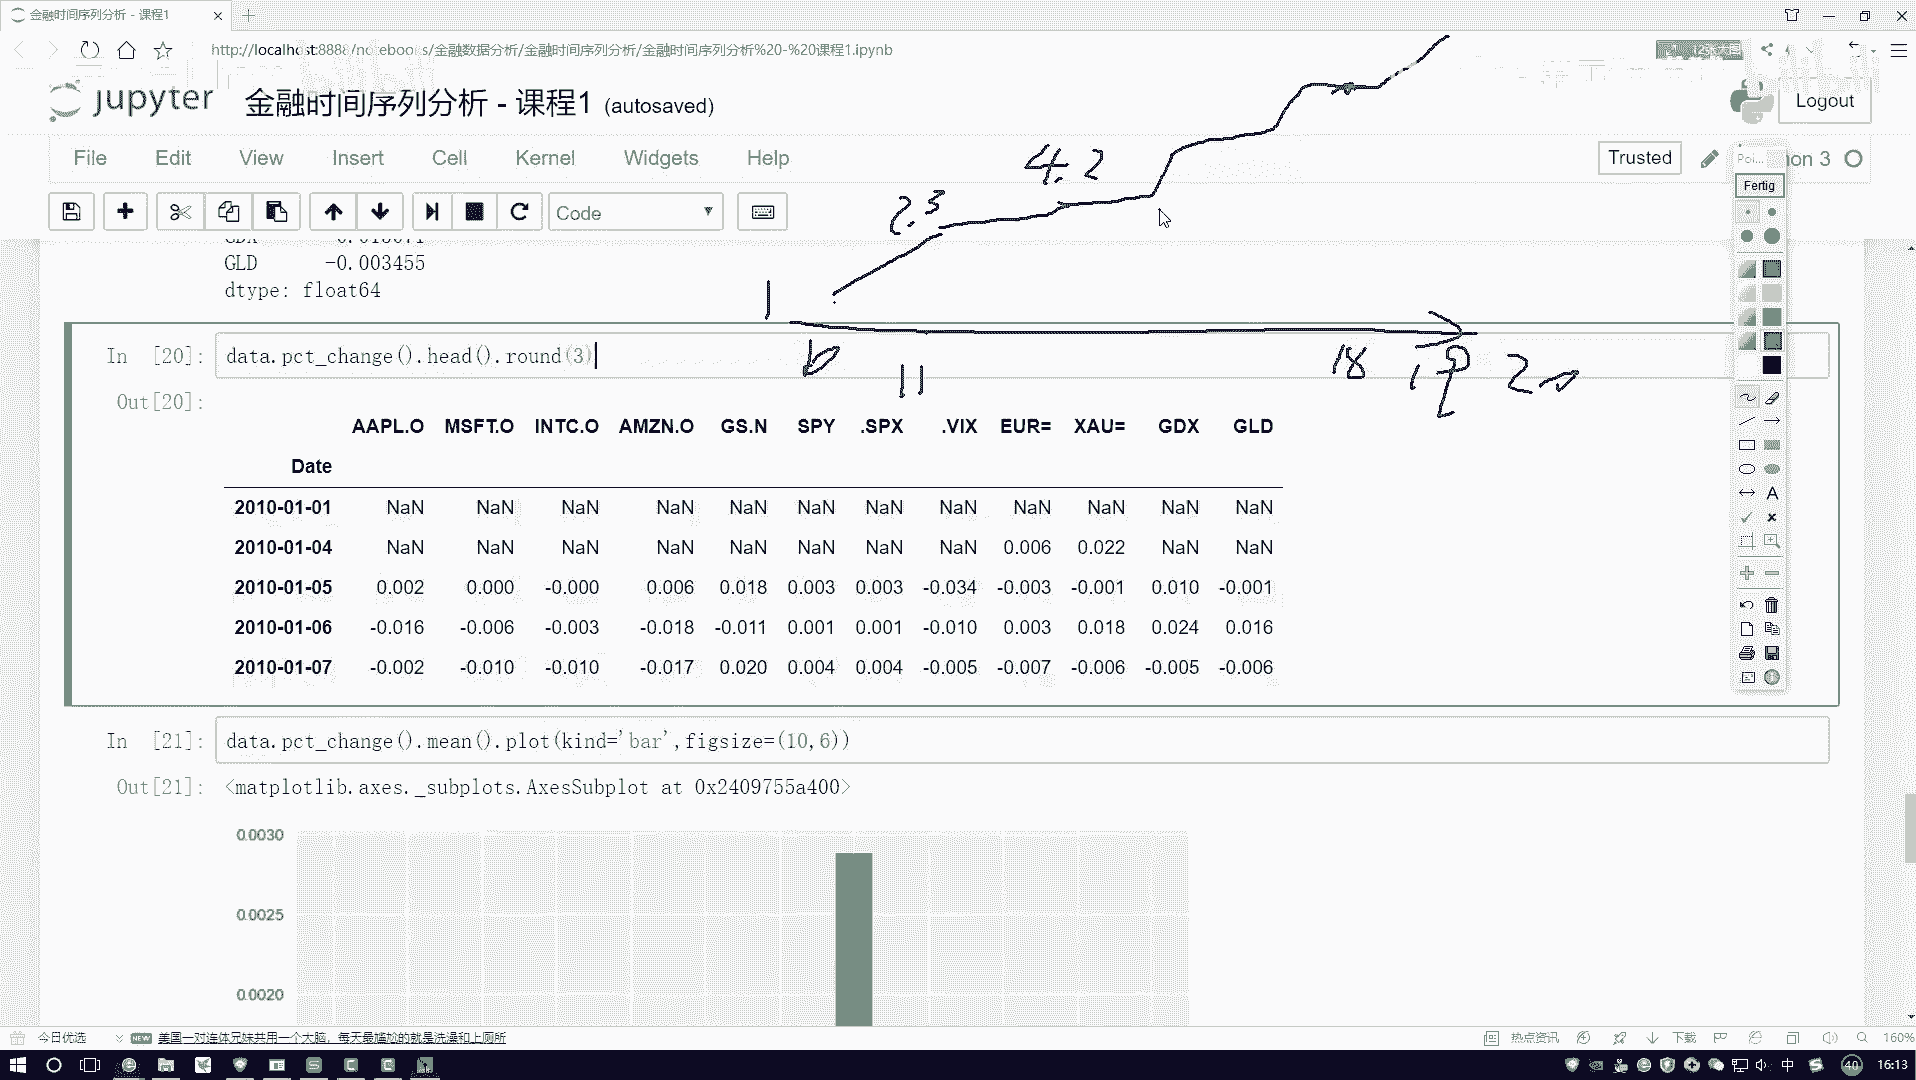 金融时间序列分析 - 课程1
http://localhost:8888/notebooks/金融数据分析/金融时间序列分析/金融时间序列分析%20-%20课程1.ipynb
jupyter 金融时间序列分析 - 课程1 (autosaved)
Logout
File Edit View Insert Cell Kernel Widgets Help
Trusted
Fertig
Code
4.2
2.3
GLD -0.003455
dtype: float64
1
In [20]: data.pct_change().head().round(3)
11 18 19 20
Out[20]:
AAPL.O MSFT.O INTC.O AMZN.O GS.N SPY .SPX .VIX EUR= XAU= GDX GLD
Date
2010-01-01 NaN NaN NaN NaN NaN NaN NaN NaN NaN NaN NaN NaN
2010-01-04 NaN NaN NaN NaN NaN NaN NaN NaN 0.006 0.022 NaN NaN
2010-01-05 0.002 0.000 -0.000 0.006 0.018 0.003 0.003 -0.034 -0.003 -0.001 0.010 -0.001
2010-01-06 -0.016 -0.006 -0.003 -0.018 -0.011 0.001 0.001 -0.010 0.003 0.018 0.024 0.016
2010-01-07 -0.002 -0.010 -0.010 -0.017 0.020 0.004 0.004 -0.005 -0.007 -0.006 -0.005 -0.006
In [21]: data.pct_change().mean().plot(kind='bar',figsize=(10,6))
Out[21]: <matplotlib.axes._subplots.AxesSubplot at 0x2409755a400>
0.0030
0.0025
0.0020
今日优选 NEW 美国一对连体兄妹共用一个大脑，每天最尴尬的就是洗澡和上厕所 热点资讯 下载 160%
中 40 16:13